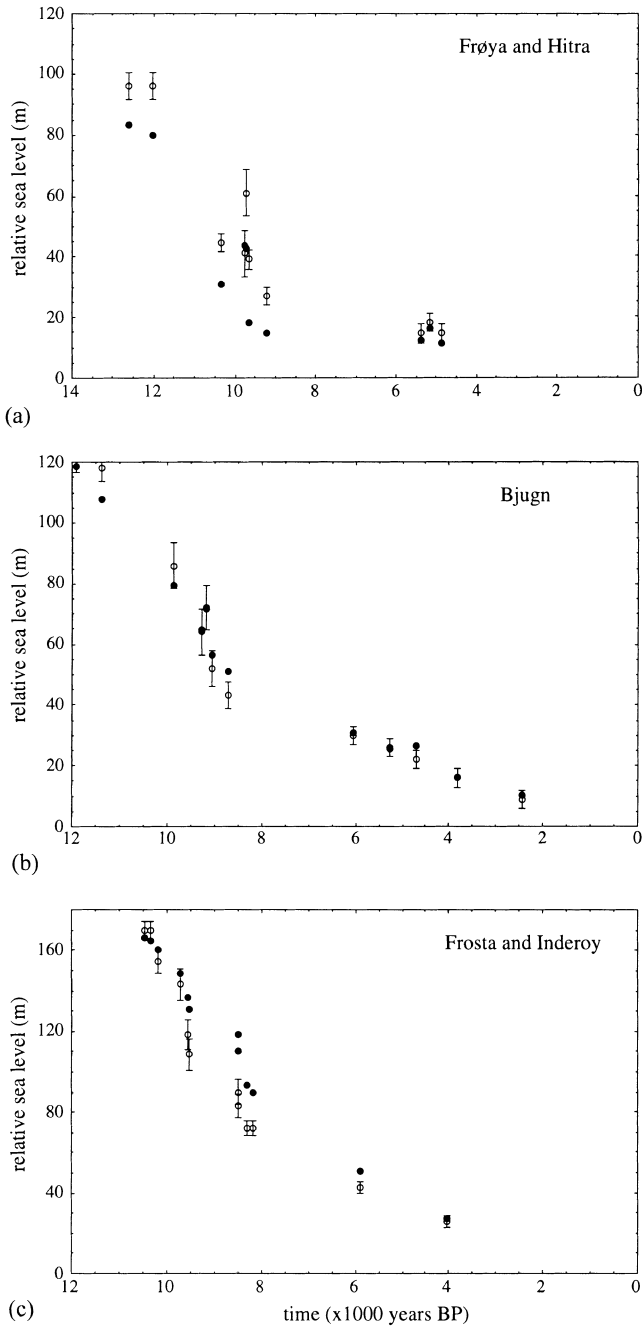 120
100
80
60
40
20
0
relative sea level (m)
Frøya and Hitra
14 12 10 8 6 4 2 0
(a)
120
100
80
60
40
20
0
relative sea level (m)
Bjugn
12 10 8 6 4 2 0
(b)
160
120
80
40
0
relative sea level (m)
Frosta and Inderoy
12 10 8 6 4 2 0
(c)
time (x1000 years BP)